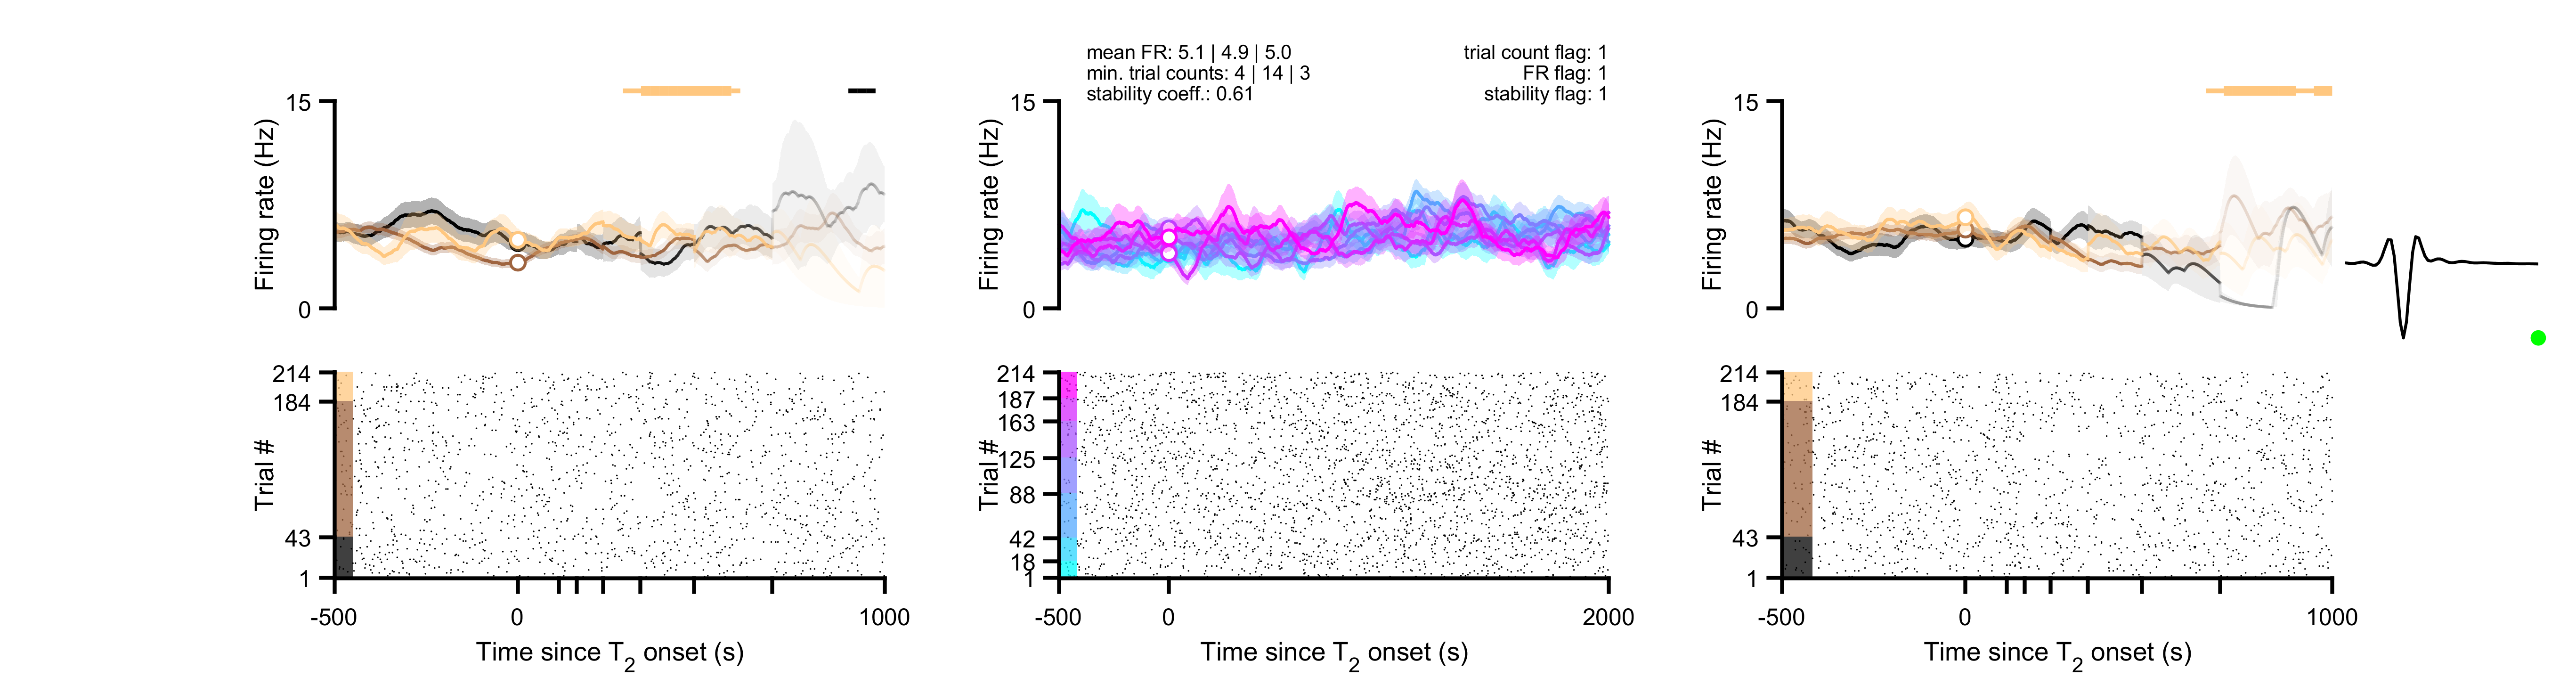 mean FR: 5.1 | 4.9 | 5.0
min. trial counts: 4 | 14 | 3
stability coeff.: 0.61
trial count flag: 1
FR flag: 1
stability flag: 1
15
Firing rate (Hz)
0
214
184
Trial #
43
1
-500
0
1000
Time since T2 onset (s)
15
Firing rate (Hz)
0
214
187
163
125
Trial #
88
42
18
1
-500
0
2000
Time since T2 onset (s)
15
Firing rate (Hz)
0
214
184
Trial #
43
1
-500
0
1000
Time since T2 onset (s)